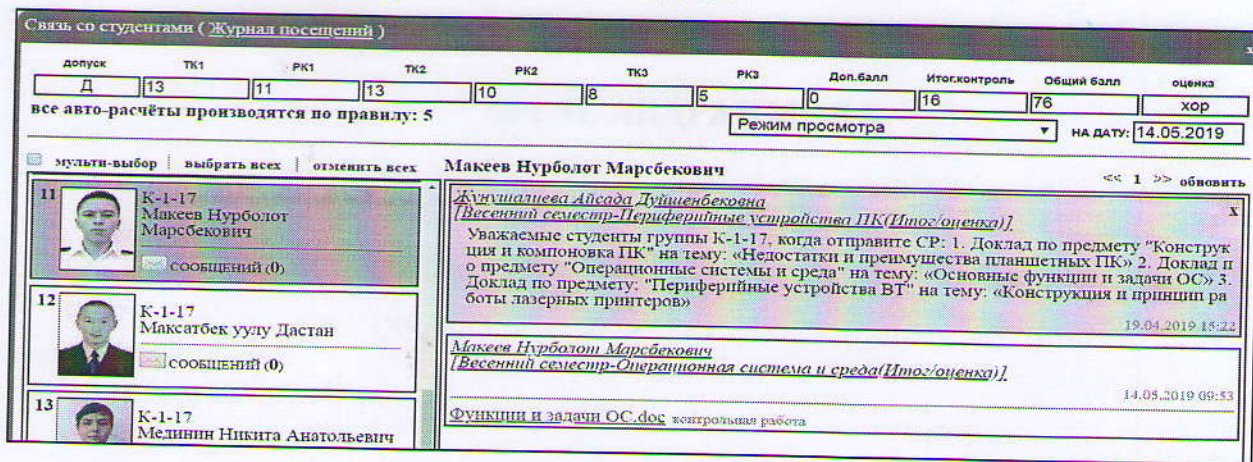 Связь со студентами ( Журнал посещений ) x
допуск ТК1 РК1 ТК2 РК2 ТК3 РК3 Доп.балл Итог.контроль Общий балл оценка
Д 13 11 13 10 8 5 0 16 76 хор
все авто-расчёты производятся по правилу: 5
Режим просмотра НА ДАТУ: 14.05.2019
мульти-выбор | выбрать всех | отменить всех
11 К-1-17
Макеев Нурболот
Марсбекович
СООБЩЕНИЙ (0)
12 К-1-17
Максатбек уулу Дастан
СООБЩЕНИЙ (0)
13 К-1-17
Мединин Никита Анатольевич
Макеев Нурболот Марсбекович << 1 >> обновить
Жунушалиева Айсада Дуйшенбековна x
[Весенний семестр-Периферийные устройства ПК(Итог/оценка)]
Уважаемые студенты группы К-1-17, когда отправите СР: 1. Доклад по предмету "Конструк
ция и компоновка ПК" на тему: «Недостатки и преимущества планшетных ПК» 2. Доклад п
о предмету "Операционные системы и среда" на тему: «Основные функции и задачи ОС» 3.
Доклад по предмету: "Периферийные устройства ВТ" на тему: «Конструкция и принцип ра
боты лазерных принтеров»
19.04.2019 15:22
Макеев Нурболот Марсбекович
[Весенний семестр-Операционная система и среда(Итог/оценка)]
14.05.2019 09:53
Функции и задачи ОС.doc контрольная работа